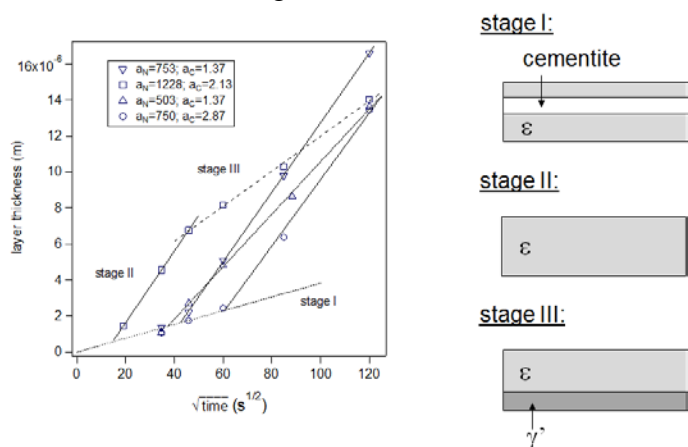 layer thickness (m)
16x10⁻⁶
14
12
10
8
6
4
2
0
0
20
40
60
80
100
120
√time (s^1/2)
▽ a_N=753; a_C=1.37
□ a_N=1228; a_C=2.13
△ a_N=503; a_C=1.37
○ a_N=750; a_C=2.87
stage III
stage II
stage I
stage I:
cementite
ε
stage II:
ε
stage III:
ε
γ'